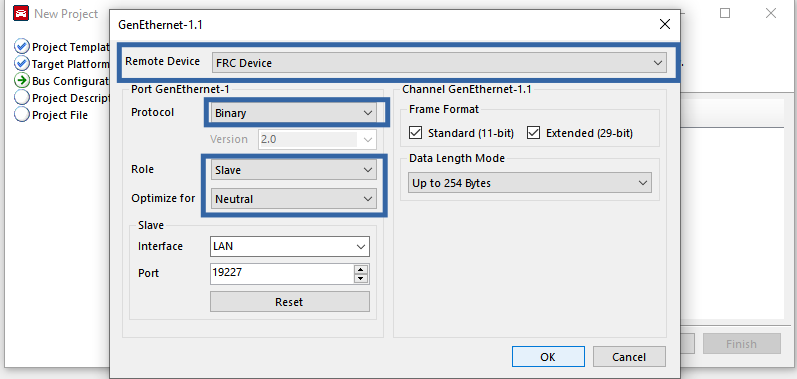 New Project
GenEthernet-1.1
Project Templat
Target Platform
Bus Configurat
Project Descript
Project File
Remote Device FRC Device
Port GenEthernet-1
Protocol Binary
Version 2.0
Role Slave
Optimize for Neutral
Slave
Interface LAN
Port 19227
Reset
Channel GenEthernet-1.1
Frame Format
Standard (11-bit) Extended (29-bit)
Data Length Mode
Up to 254 Bytes
OK Cancel
Finish